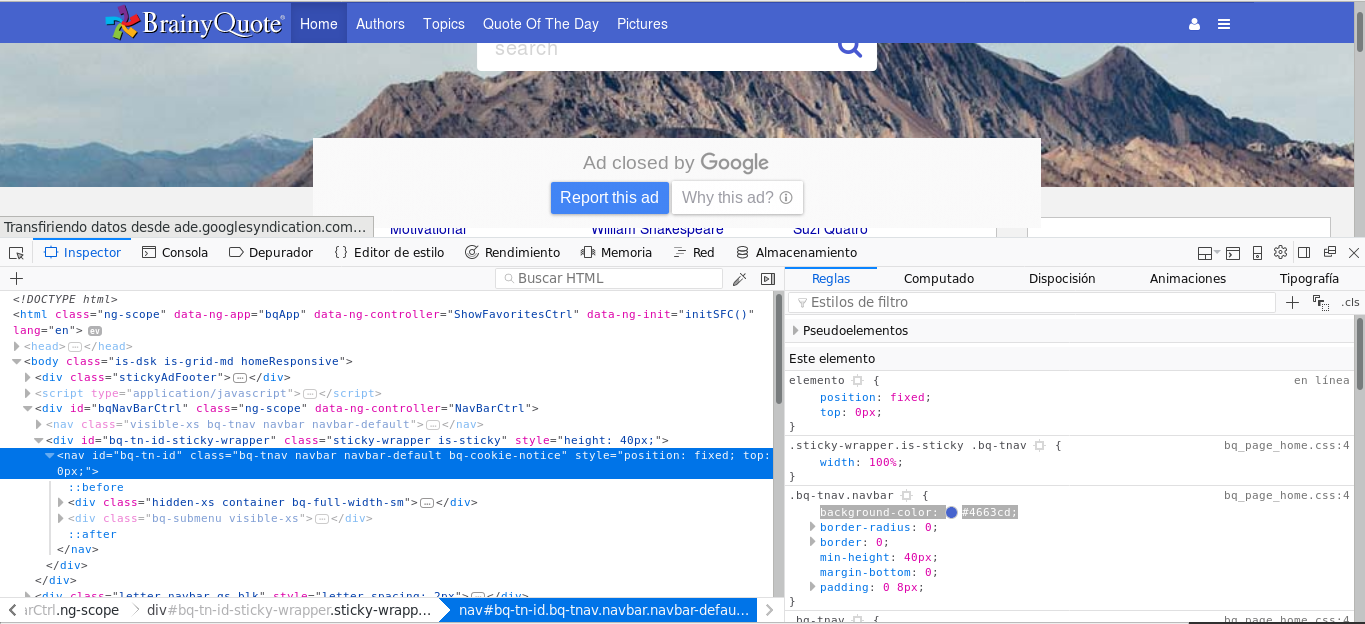 BrainyQuote® Home Authors Topics Quote Of The Day Pictures
search
Ad closed by Google
Report this ad Why this ad?
Transfiriendo datos desde ade.googlesyndication.com…
Motivational William Shakespeare Suzi Quatro
Inspector Consola Depurador Editor de estilo Rendimiento Memoria Red Almacenamiento
Buscar HTML
Reglas Computado Disposición Animaciones Tipografía
Estilos de filtro .cls
<!DOCTYPE html>
<html class="ng-scope" data-ng-app="bqApp" data-ng-controller="ShowFavoritesCtrl" data-ng-init="initSFC()"
lang="en"> ev
<head></head>
<body class="is-dsk is-grid-md homeResponsive">
<div class="stickyAdFooter"></div>
<script type="application/javascript"></script>
<div id="bqNavBarCtrl" class="ng-scope" data-ng-controller="NavBarCtrl">
<nav class="visible-xs bq-tnav navbar navbar-default"></nav>
<div id="bq-tn-id-sticky-wrapper" class="sticky-wrapper is-sticky" style="height: 40px;">
<nav id="bq-tn-id" class="bq-tnav navbar navbar-default bq-cookie-notice" style="position: fixed; top:
0px;">
::before
<div class="hidden-xs container bq-full-width-sm"></div>
<div class="bq-submenu visible-xs"></div>
::after
</nav>
</div>
</div>
<div class="letter-navbar qs-blk" style="letter-spacing: 2px"></div>
arCtrl.ng-scope div#bq-tn-id-sticky-wrapper.sticky-wrapp… nav#bq-tn-id.bq-tnav.navbar.navbar-defau…
Pseudoelementos
Este elemento
elemento { en línea
position: fixed;
top: 0px;
}
.sticky-wrapper.is-sticky .bq-tnav { bq_page_home.css:4
width: 100%;
}
.bq-tnav.navbar { bq_page_home.css:4
background-color: #4663cd;
border-radius: 0;
border: 0;
min-height: 40px;
margin-bottom: 0;
padding: 0 8px;
}
.bq-tnav { bq_page_home.css:4